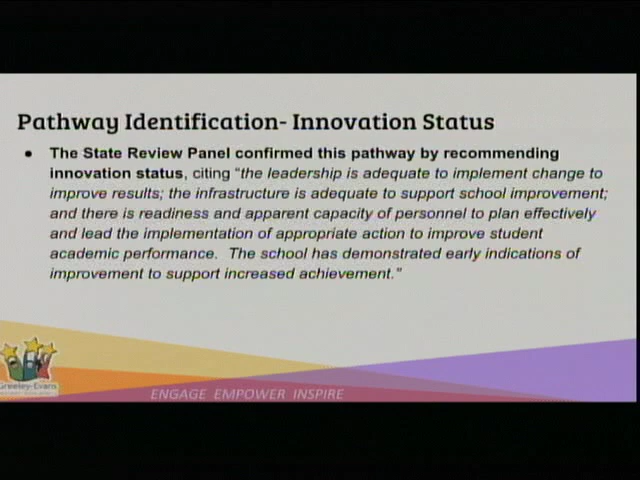 Pathway Identification- Innovation Status
● The State Review Panel confirmed this pathway by recommending
innovation status, citing "the leadership is adequate to implement change to
improve results; the infrastructure is adequate to support school improvement;
and there is readiness and apparent capacity of personnel to plan effectively
and lead the implementation of appropriate action to improve student
academic performance.  The school has demonstrated early indications of
improvement to support increased achievement."
Greeley-Evans
ENGAGE EMPOWER INSPIRE